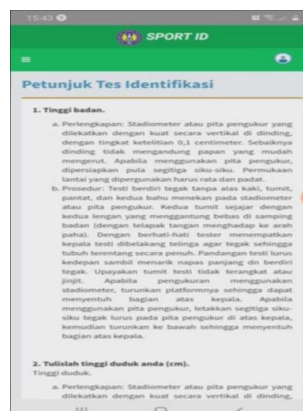 15:43
SPORT ID
Petunjuk Tes Identifikasi
1. Tinggi badan.
a. Perlengkapan: Stadiometer atau pita pengukur yang
dilekatkan dengan kuat secara vertikal di dinding,
dengan tingkat ketelitian 0,1 centimeter. Sebaiknya
dinding tidak mengandung papan yang mudah
mengerut. Apabila menggunakan pita pengukur,
dipersiapkan pula segitiga siku-siku. Permukaan
lantai yang dipergunakan harus rata dan padat.
b. Prosedur: Testi berdiri tegak tanpa alas kaki, tumit,
pantat, dan kedua bahu menekan pada stadiometer
atau pita pengukur. Kedua tumit sejajar dengan
kedua lengan yang menggantung bebas di samping
badan (dengan telapak tangan menghadap ke arah
paha). Dengan berhati-hati tester menempatkan
kepala testi dibelakang telinga agar tegak sehingga
tubuh terentang secara penuh. Pandangan testi lurus
kedepan sambil menarik napas panjang dn berdiri
tegak. Upayakan tumit testi tidak terangkat atau
jinjit. Apabila pengukuran menggunakan
stadiometer, turunkan platformnya sehingga dapat
menyentuh bagian atas kepala. Apabila
menggunakan pita pengukur, letakkan segitiga siku-
siku tegak lurus pada pita pengukur di atas kepala,
kemudian turunkan ke bawah sehingga menyentuh
bagian atas kepala.
2. Tulislah tinggi duduk anda (cm).
Tinggi duduk.
a. Perlengkapan: Stadiometer atau pita pengukur yang
dilekatkan dengan kuat secara vertikal di dinding,